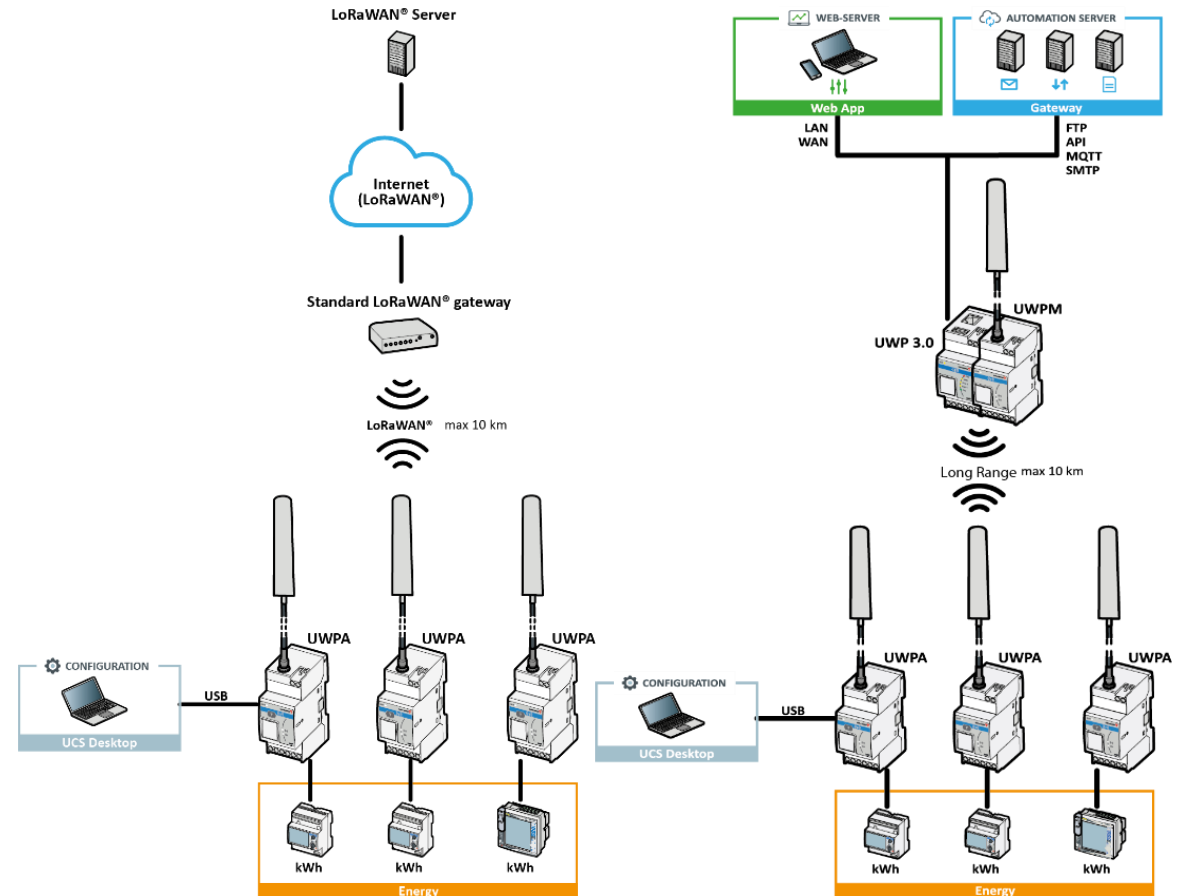 LoRaWAN® Server
Internet
(LoRaWAN®)
Standard LoRaWAN® gateway
LoRaWAN® max 10 km
UWPA
UWPA
UWPA
CONFIGURATION
USB
UCS Desktop
kWh
kWh
kWh
Energy
WEB-SERVER
Web App
AUTOMATION SERVER
Gateway
LAN
WAN
FTP
API
MQTT
SMTP
UWPM
UWP 3.0
Long Range max 10 km
UWPA
UWPA
UWPA
CONFIGURATION
USB
UCS Desktop
kWh
kWh
kWh
Energy